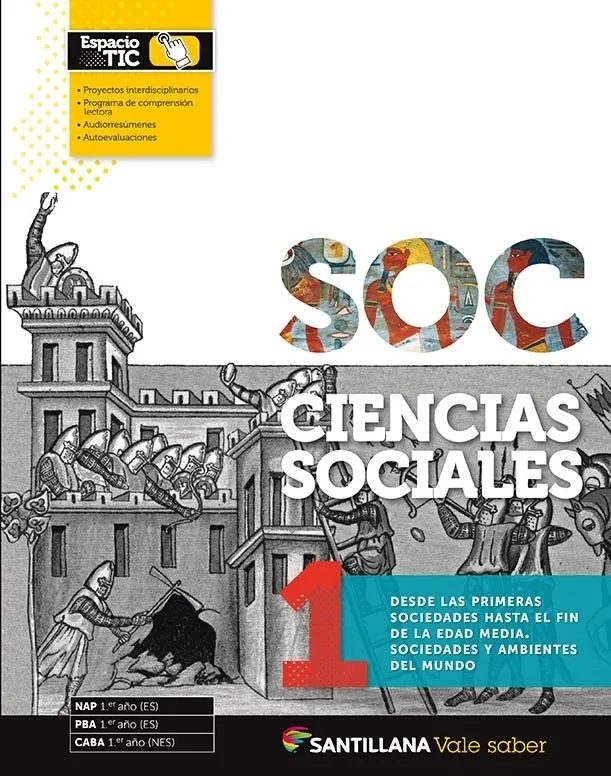 Espacio
TIC
• Proyectos interdisciplinarios
• Programa de comprensión
lectora
• Audiorresúmenes
• Autoevaluaciones
SOC
CIENCIAS
SOCIALES
1
DESDE LAS PRIMERAS
SOCIEDADES HASTA EL FIN
DE LA EDAD MEDIA.
SOCIEDADES Y AMBIENTES
DEL MUNDO
NAP 1.er año (ES)
PBA 1.er año (ES)
CABA 1.er año (NES)
SANTILLANA Vale saber